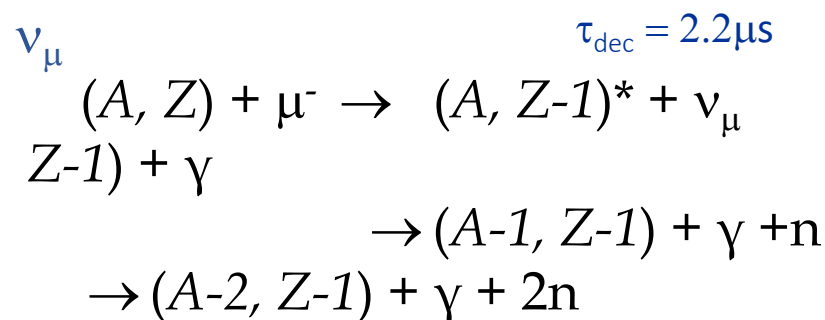 ν_μ
τ_dec = 2.2μs
(A, Z) + μ⁻ → (A, Z-1)* + ν_μ
Z-1) + γ
→(A-1, Z-1) + γ +n
→(A-2, Z-1) + γ + 2n